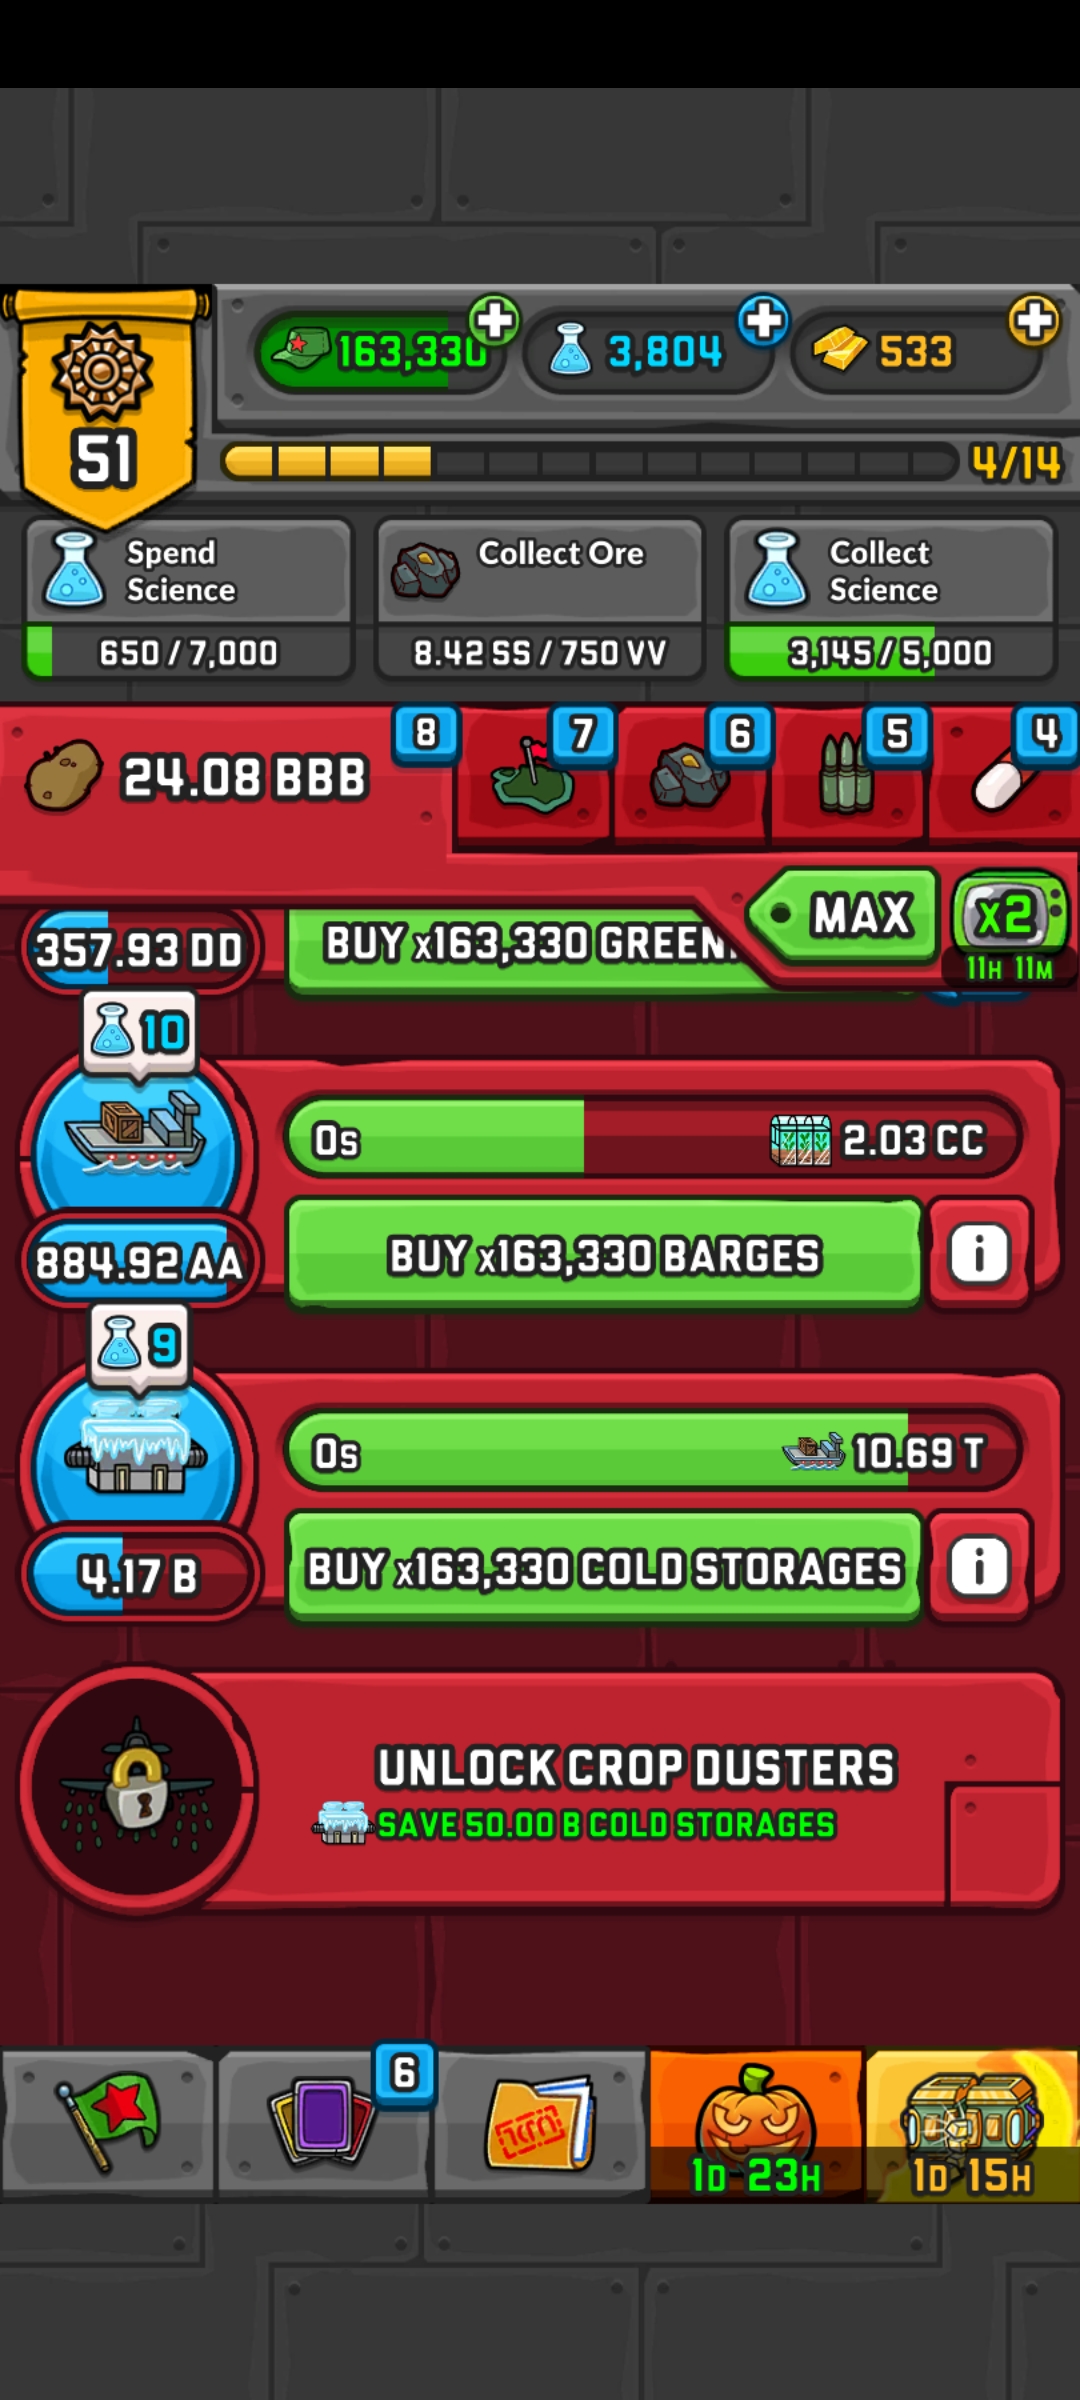 163,330
3,804
533
51
4/14
Spend
Science
650 / 7,000
Collect Ore
8.42 SS / 750 VV
Collect
Science
3,145 / 5,000
24.08 BBB
8
7
6
5
4
MAX
x2
11H 11M
357.93 DD
BUY x163,330 GREEN
10
0s
2.03 CC
884.92 AA
BUY x163,330 BARGES
i
9
0s
10.69 T
4.17 B
BUY x163,330 COLD STORAGES
i
UNLOCK CROP DUSTERS
SAVE 50.00 B COLD STORAGES
6
1D 23H
1D 15H